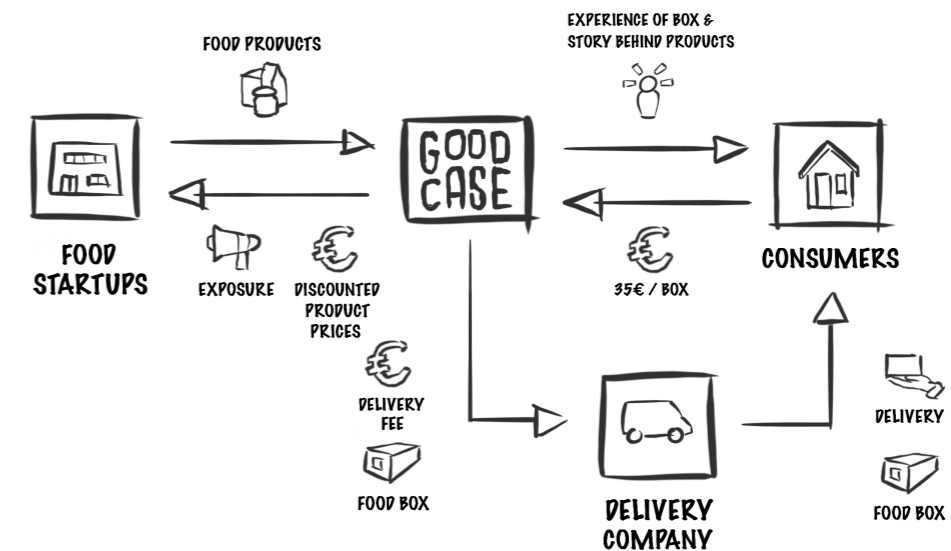 FOOD PRODUCTS
EXPERIENCE OF BOX &
STORY BEHIND PRODUCTS
GOOD
CASE
FOOD
STARTUPS
EXPOSURE
DISCOUNTED
PRODUCT
PRICES
35€ / BOX
CONSUMERS
DELIVERY
FEE
FOOD BOX
DELIVERY
COMPANY
DELIVERY
FOOD BOX